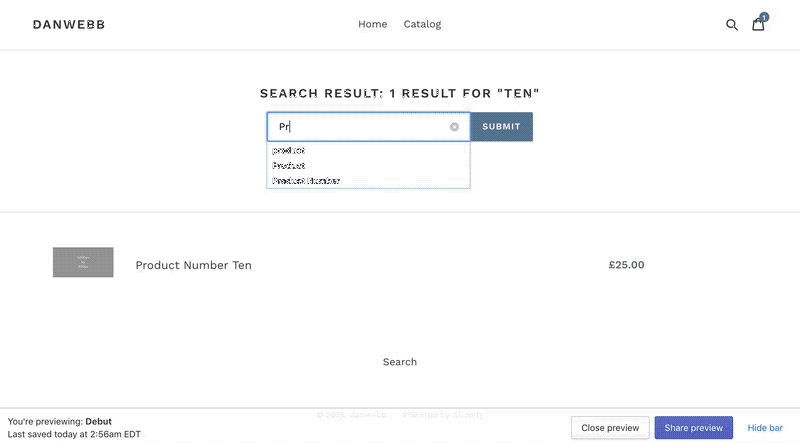 DANWEBB
Home Catalog
1
SEARCH RESULT: 1 RESULT FOR "TEN"
Pr
SUBMIT
product
Product
Product Number
Product Number Ten
£25.00
Search
© 2019, danwebb Powered by Shopify
You're previewing: Debut
Last saved today at 2:56am EDT
Close preview
Share preview
Hide bar